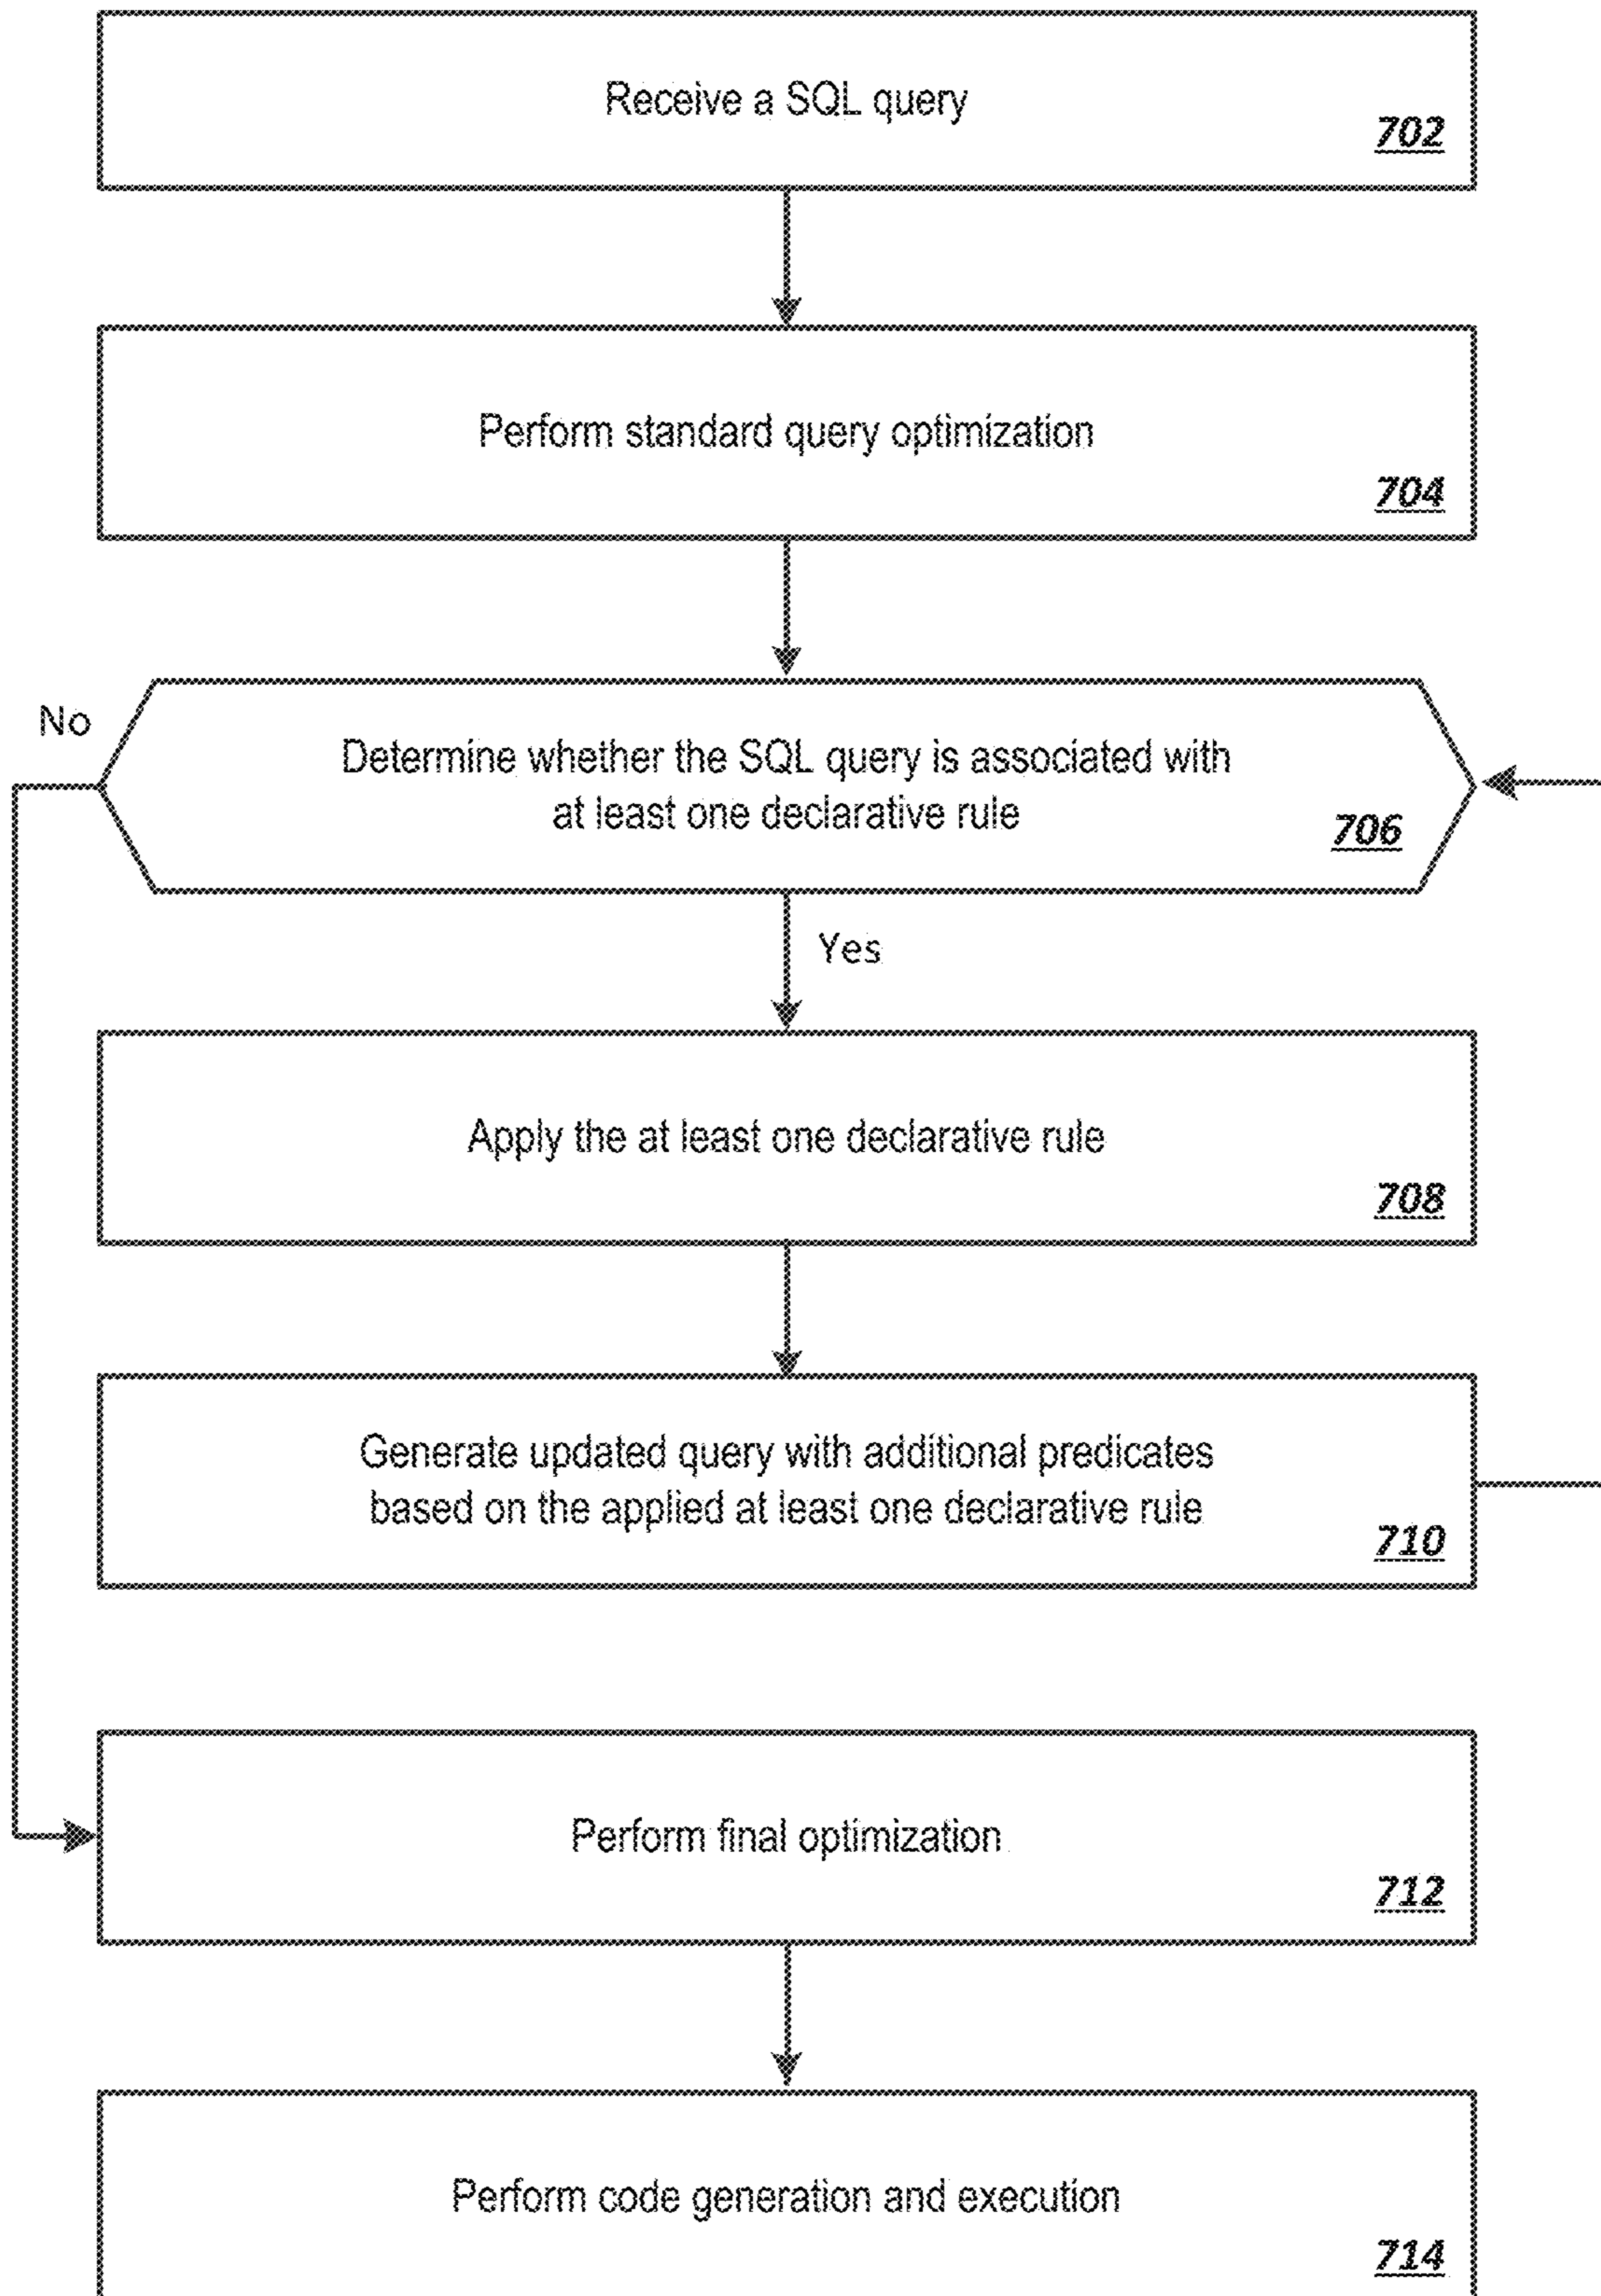 Receive a SQL query
702
Perform standard query optimization
704
No
Determine whether the SQL query is associated with
at least one declarative rule
706
Yes
Apply the at least one declarative rule
708
Generate updated query with additional predicates
based on the applied at least one declarative rule
710
Perform final optimization
712
Perform code generation and execution
714